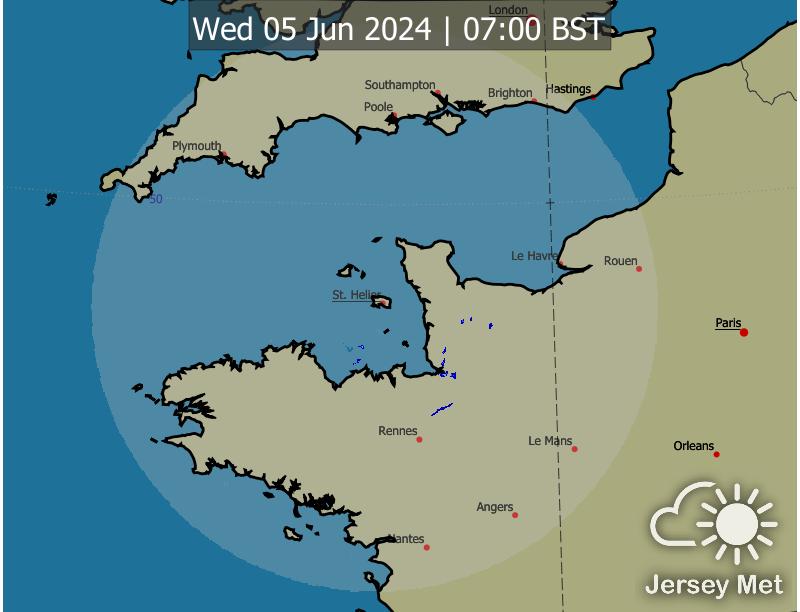 London
Wed 05 Jun 2024 | 07:00 BST
Southampton
Brighton
Hastings
Poole
Plymouth
50
Le Havre
Rouen
St. Helier
Paris
Rennes
Le Mans
Orleans
Angers
Nantes
Jersey Met